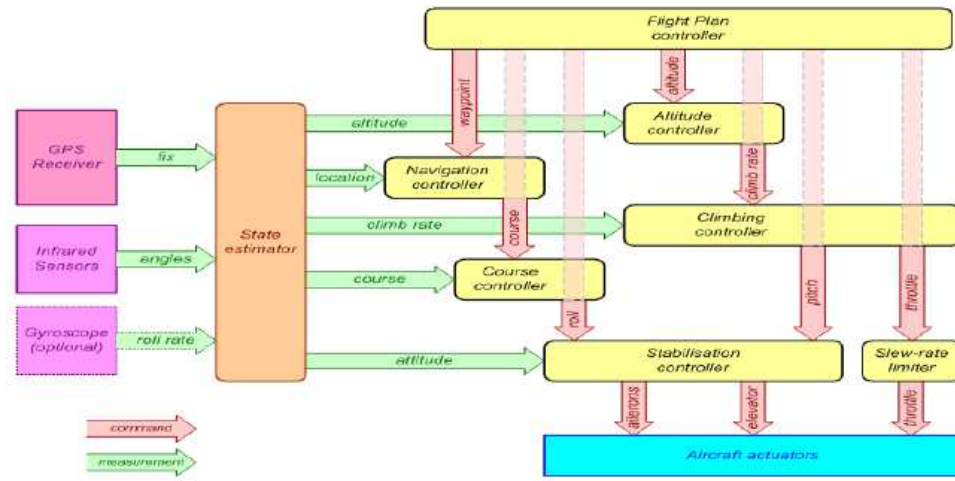 Flight Plan
controller
waypoint
altitude
GPS
Receiver
fix
State
estimator
altitude
Altitude
controller
location
Navigation
controller
climb rate
course
climb rate
Climbing
controller
Infrared
Sensors
angles
course
Course
controller
roll
pitch
throttle
Gyroscope
(optional)
roll rate
attitude
Stabilisation
controller
Slew-rate
limiter
ailerons
elevator
throttle
command
measurement
Aircraft actuators